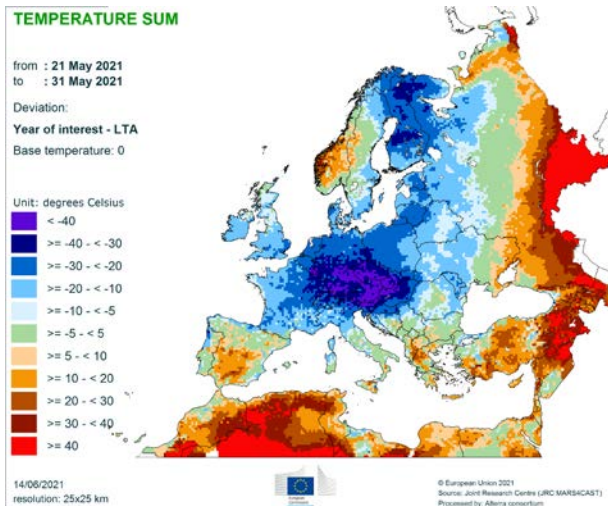 TEMPERATURE SUM
from : 21 May 2021
to : 31 May 2021
Deviation:
Year of interest - LTA
Base temperature: 0
Unit: degrees Celsius
< -40
>= -40 - < -30
>= -30 - < -20
>= -20 - < -10
>= -10 - < -5
>= -5 - < 5
>= 5 - < 10
>= 10 - < 20
>= 20 - < 30
>= 30 - < 40
>= 40
14/06/2021
resolution: 25x25 km
European
Commission
© European Union 2021
Source: Joint Research Centre (JRC MARS4CAST)
Processed by: Alterra consortium